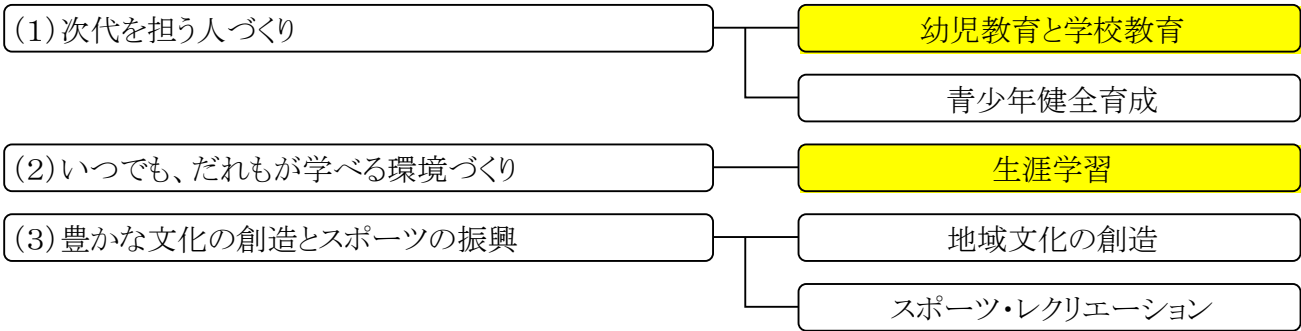 (1)次代を担う人づくり
幼児教育と学校教育
青少年健全育成
(2)いつでも、だれもが学べる環境づくり
生涯学習
(3)豊かな文化の創造とスポーツの振興
地域文化の創造
スポーツ・レクリエーション